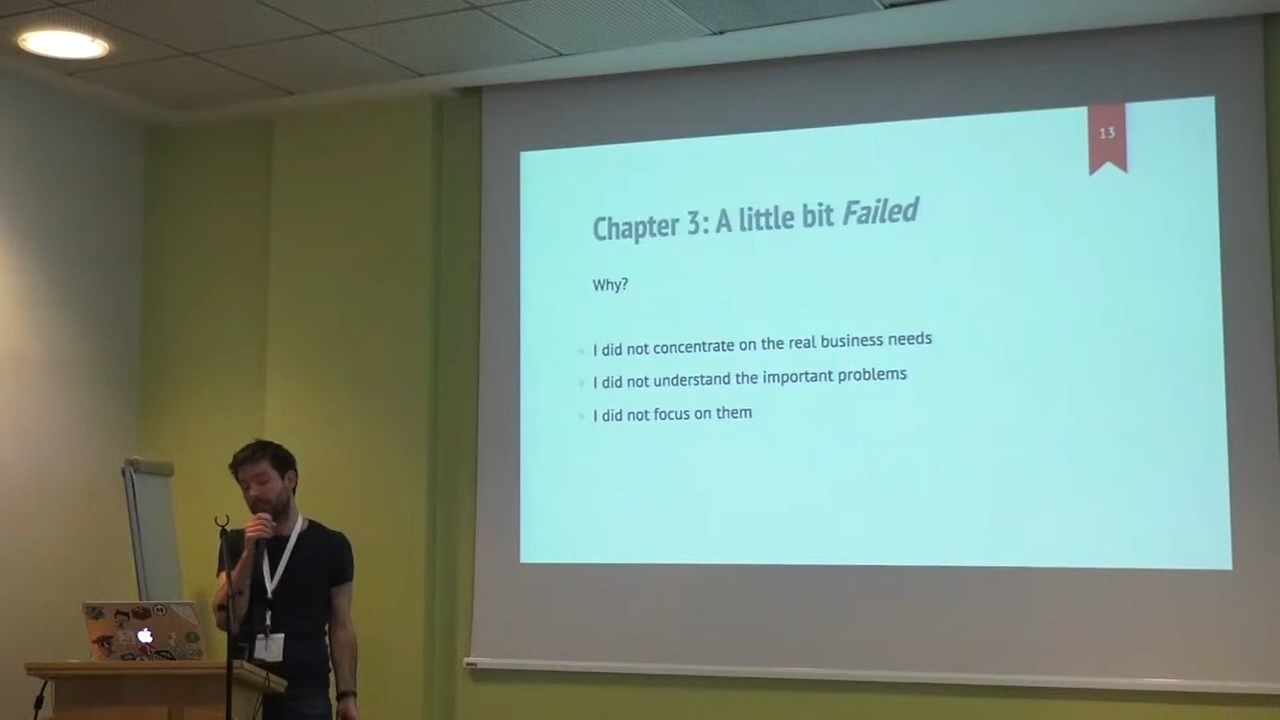 13
Chapter 3: A little bit Failed
Why?
I did not concentrate on the real business needs
I did not understand the important problems
I did not focus on them